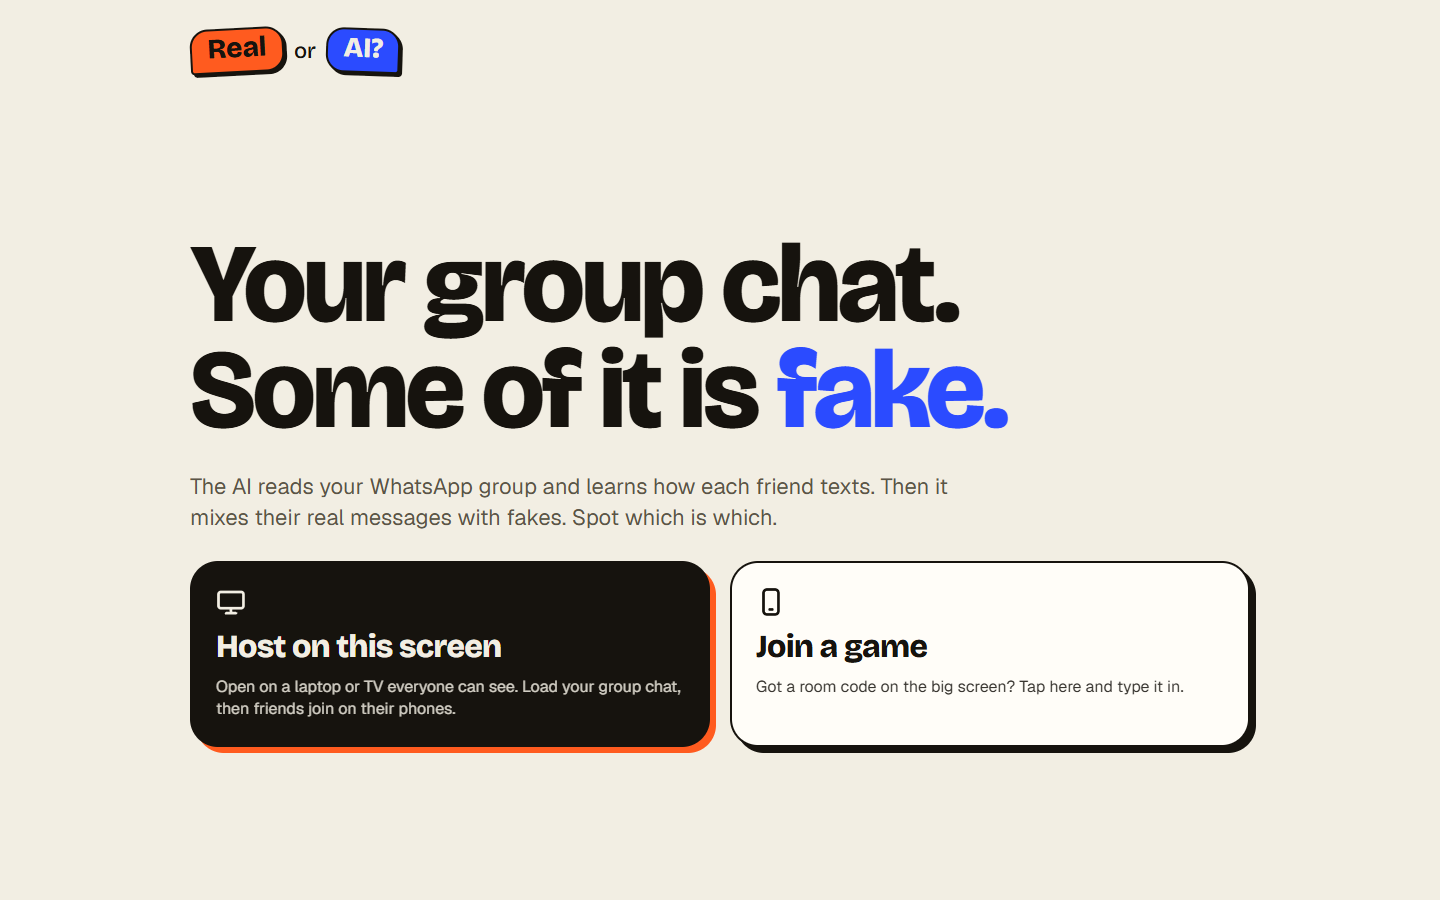 Real or AI?
Your group chat.
Some of it is fake.
The AI reads your WhatsApp group and learns how each friend texts. Then it
mixes their real messages with fakes. Spot which is which.
Host on this screen
Open on a laptop or TV everyone can see. Load your group chat,
then friends join on their phones.
Join a game
Got a room code on the big screen? Tap here and type it in.